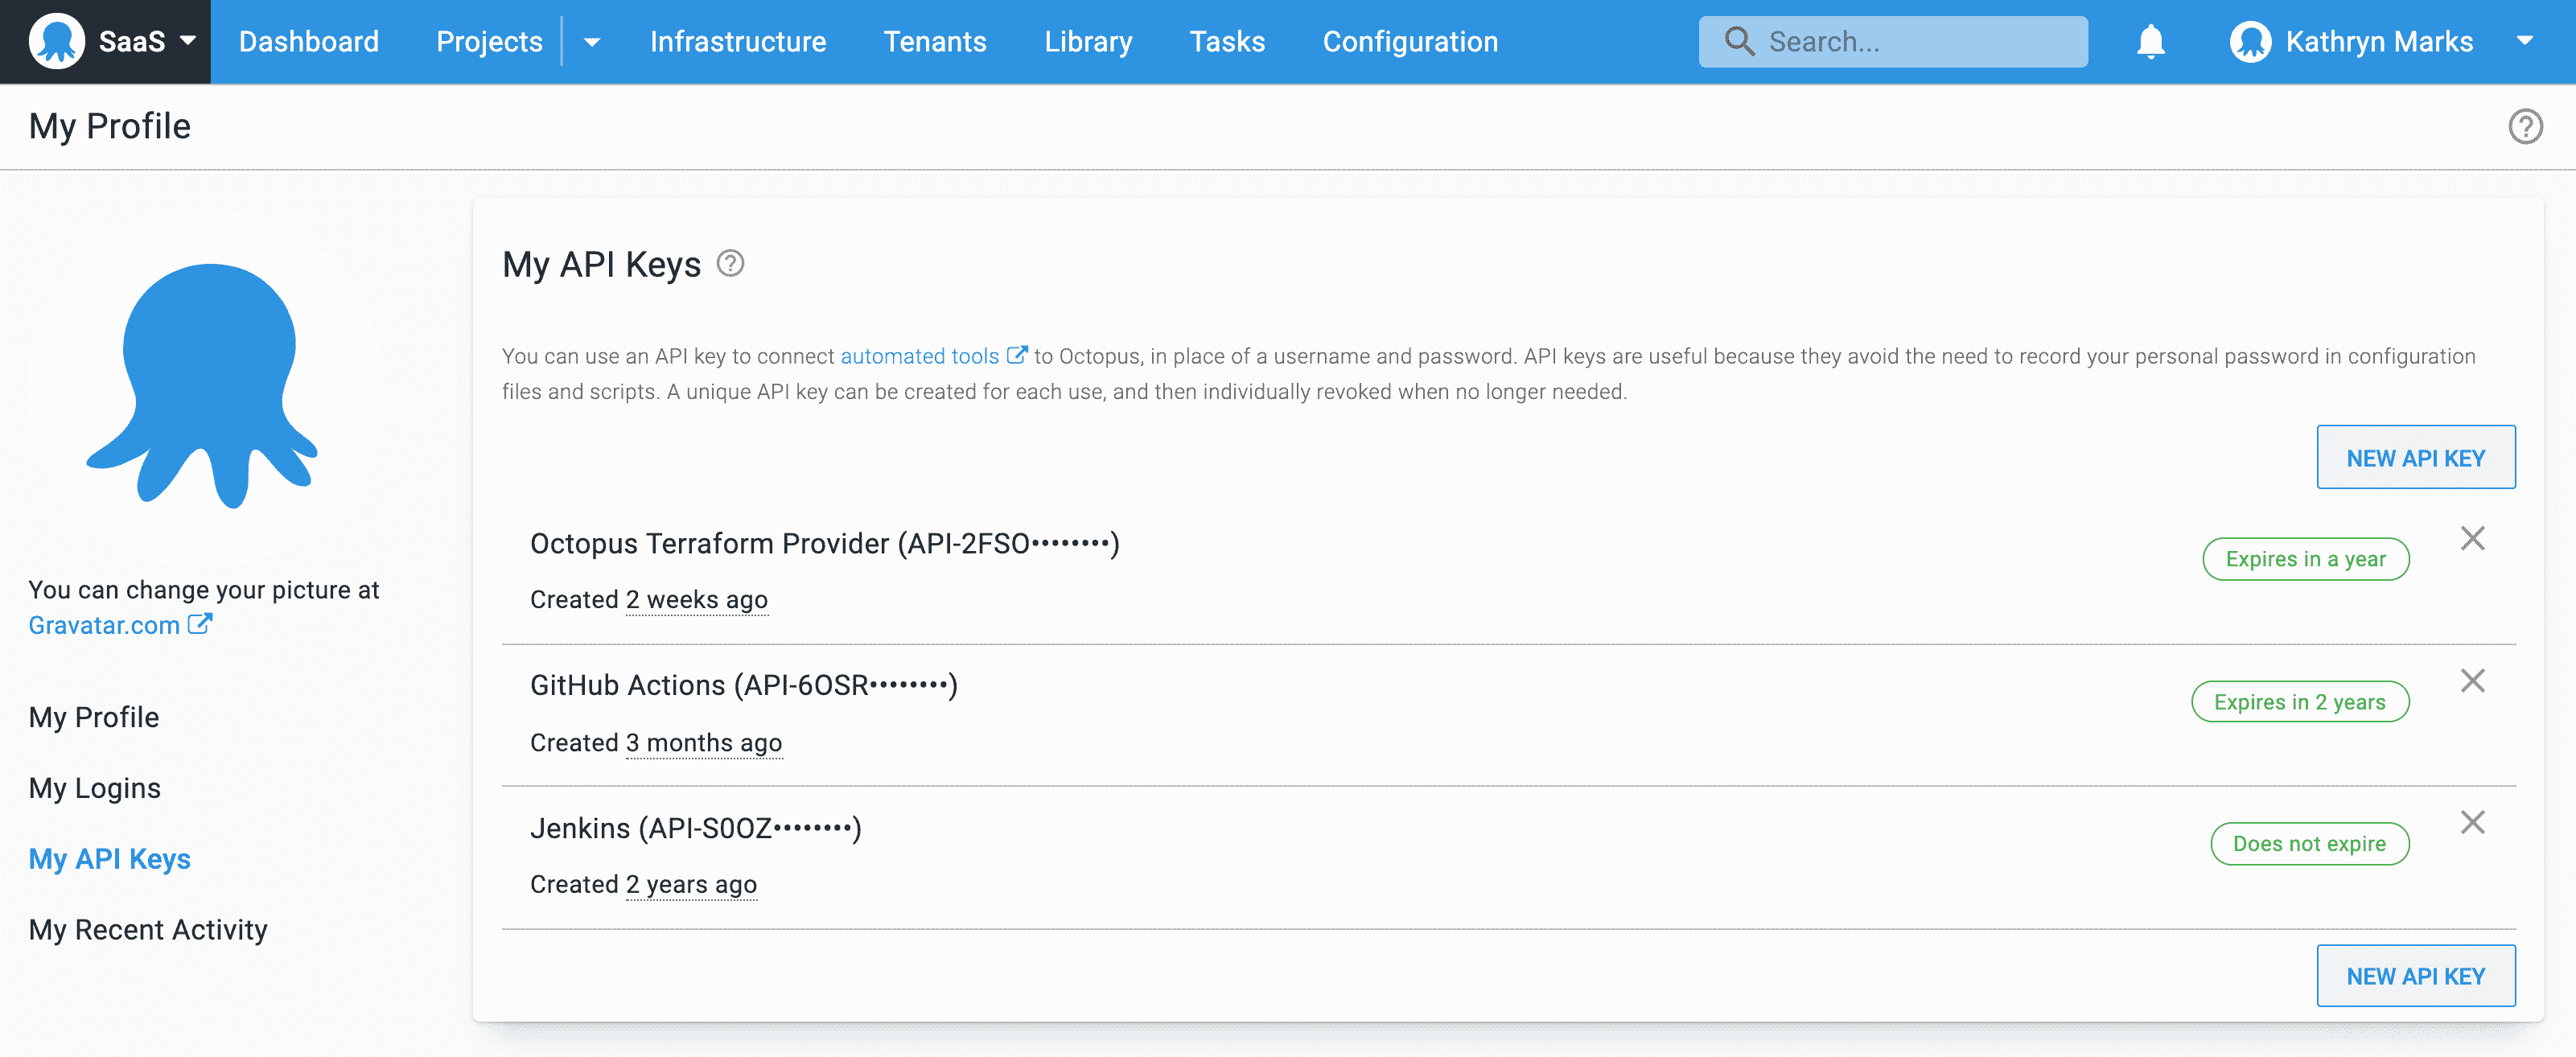 SaaS Dashboard Projects Infrastructure Tenants Library Tasks Configuration Search... Kathryn Marks
My Profile
My API Keys
You can use an API key to connect automated tools to Octopus, in place of a username and password. API keys are useful because they avoid the need to record your personal password in configuration
files and scripts. A unique API key can be created for each use, and then individually revoked when no longer needed.
NEW API KEY
Octopus Terraform Provider (API-2FSO••••••••)
Expires in a year
Created 2 weeks ago
GitHub Actions (API-6OSR••••••••)
Expires in 2 years
Created 3 months ago
Jenkins (API-S0OZ••••••••)
Does not expire
Created 2 years ago
NEW API KEY
You can change your picture at
Gravatar.com
My Profile
My Logins
My API Keys
My Recent Activity